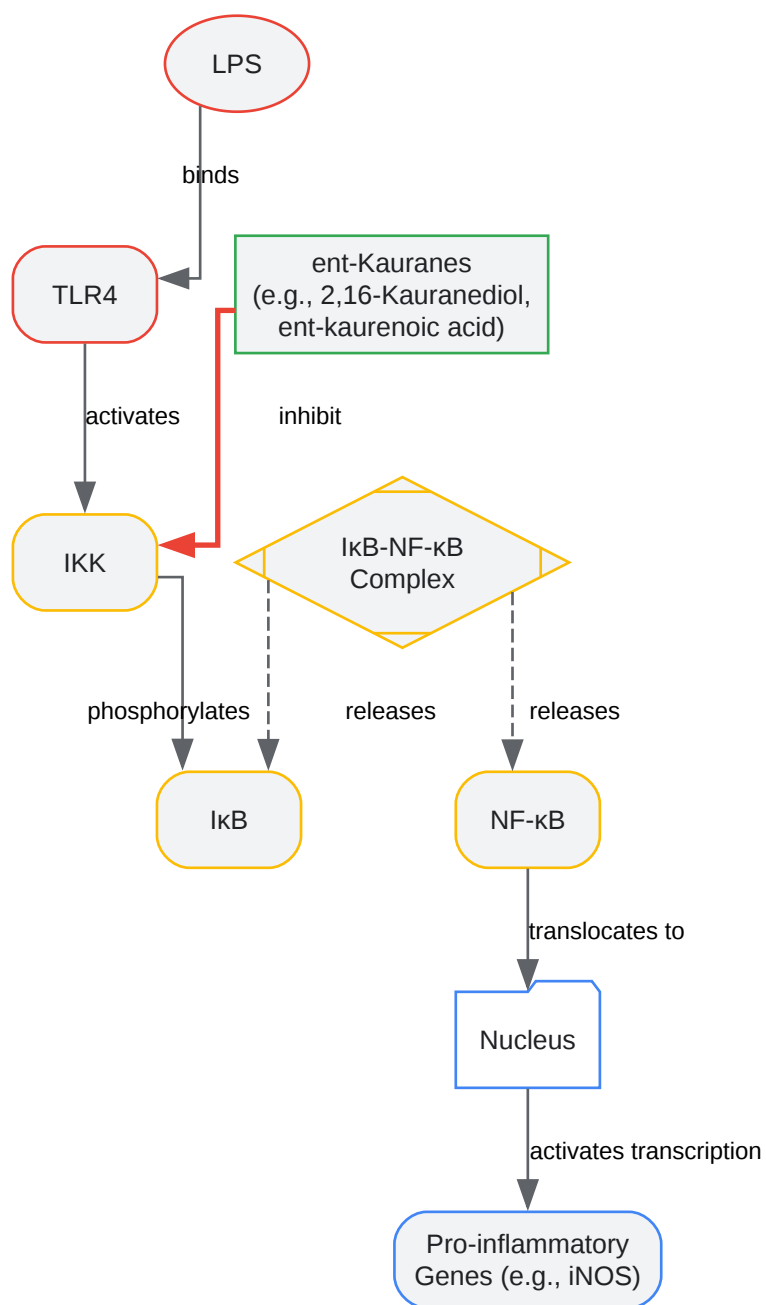 LPS
binds
TLR4
ent-Kauranes
(e.g., 2,16-Kauranediol,
ent-kaurenoic acid)
activates
inhibit
IKK
IκB-NF-κB
Complex
phosphorylates
releases
releases
IκB
NF-κB
translocates to
Nucleus
activates transcription
Pro-inflammatory
Genes (e.g., iNOS)